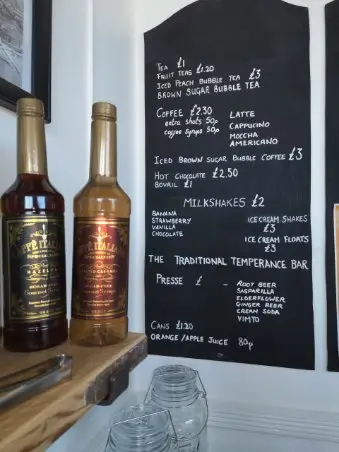 TEA £1
FRUIT TEAS £1.20
ICED PEACH BUBBLE TEA £3
BROWN SUGAR BUBBLE TEA
COFFEE £2.30
extra shots 50p
coffee syrups 50p
LATTE
CAPPUCINO
MOCCHA
AMERICANO
ICED BROWN SUGAR BUBBLE COFFEE £3
HOT CHOCOLATE £2.50
BOVRIL £1
MILKSHAKES £2
BANANA
STRAWBERRY
VANILLA
CHOCOLATE
ICE CREAM SHAKES
£3
ICE CREAM FLOATS
£3
THE TRADITIONAL TEMPERANCE BAR
PRESSE £ -
ROOT BEER
SASPARILLA
ELDERFLOWER
GINGER BEER
CREAM SODA
VIMTO
CANS £1.20
ORANGE/APPLE JUICE 80p